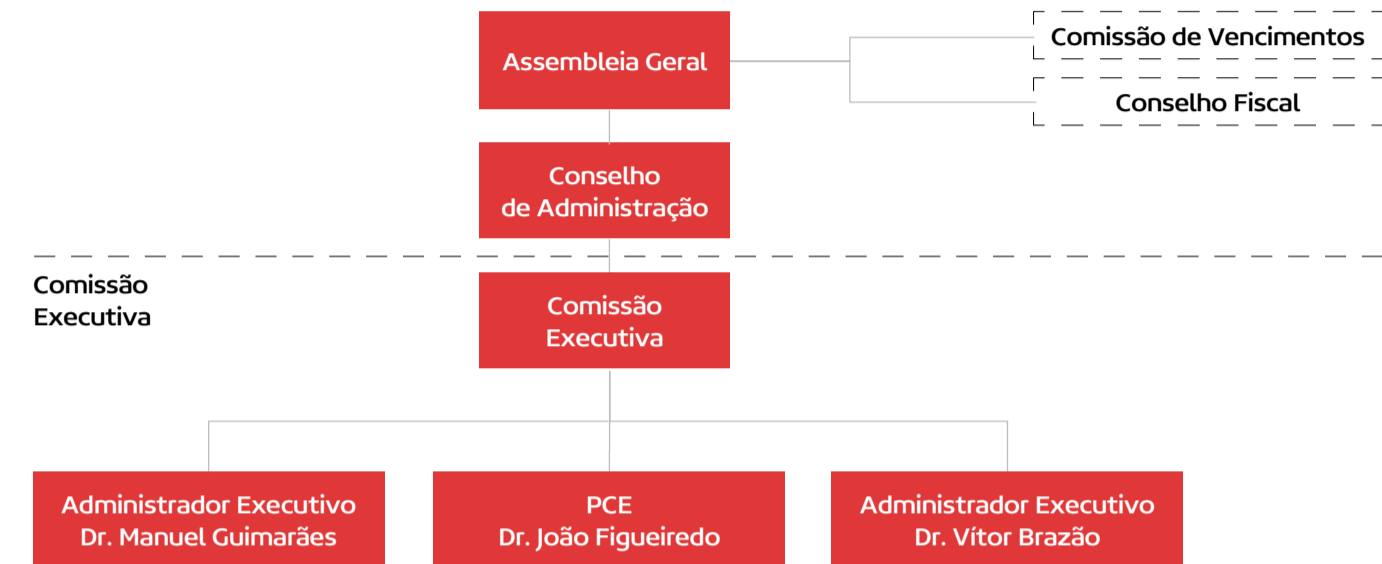 Assembleia Geral
Comissão de Vencimentos
Conselho Fiscal
Conselho
de Administração
Comissão
Executiva
Comissão
Executiva
Administrador Executivo
Dr. Manuel Guimarães
PCE
Dr. João Figueiredo
Administrador Executivo
Dr. Vítor Brazão